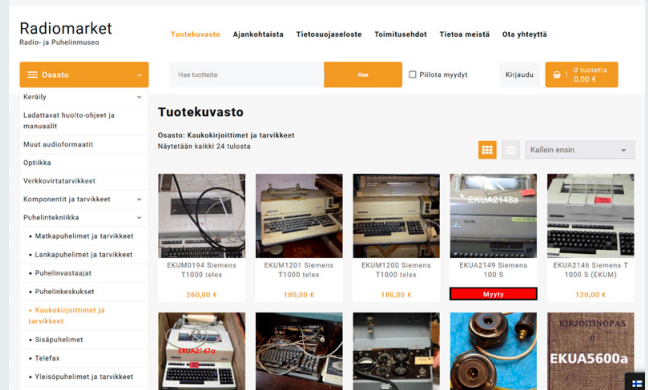 Radiomarket
Radio- ja Puhelinmuseo
Tuotekuvasto Ajankohtaista Tietosuojaseloste Toimitusehdot Tietoa meistä Ota yhteyttä
Osasto
Hae tuotteita
Hae
Piilota myydyt
Kirjaudu
0 tuotetta
0,00 €
Keräily
Ladattavat huolto-ohjeet ja
manuaalit
Muut audioformaatit
Optiikka
Verkkovirtatarvikkeet
Komponentit ja tarvikkeet
Puhelintekniikka
• Matkapuhelimet ja tarvikkeet
• Lankapuhelimet ja tarvikkeet
• Puhelinvastaajat
• Puhelinkeskukset
• Kaukokirjoittimet ja
tarvikkeet
• Sisäpuhelimet
• Telefax
• Yleisöpuhelimet ja tarvikkeet
Tuotekuvasto
Osasto: Kaukokirjoittimet ja tarvikkeet
Näytetään kaikki 24 tulosta
Kallein ensin
EKUM0194 Siemens
T1000 telex
260,00 €
EKUM1201 Siemens
T1000 telex
180,00 €
EKUM1200 Siemens
T1000 telex
180,00 €
EKUA2148a
EKUA2149 Siemens
100 S
Myyty
EKUA2146 Siemens T
1000 S (EKUM)
120,00 €
EKUA2147a
KIRJOITINOPAS
EKUA5600a